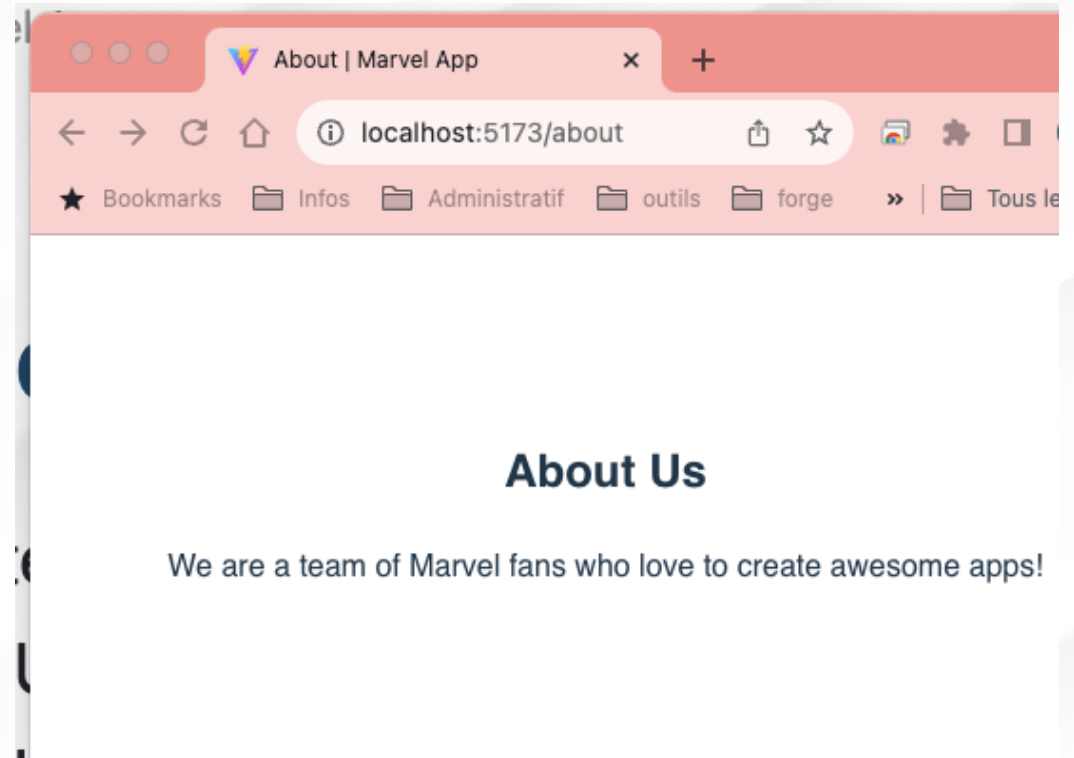 About | Marvel App
localhost:5173/about
Bookmarks Infos Administratif outils forge » Tous le
About Us
We are a team of Marvel fans who love to create awesome apps!